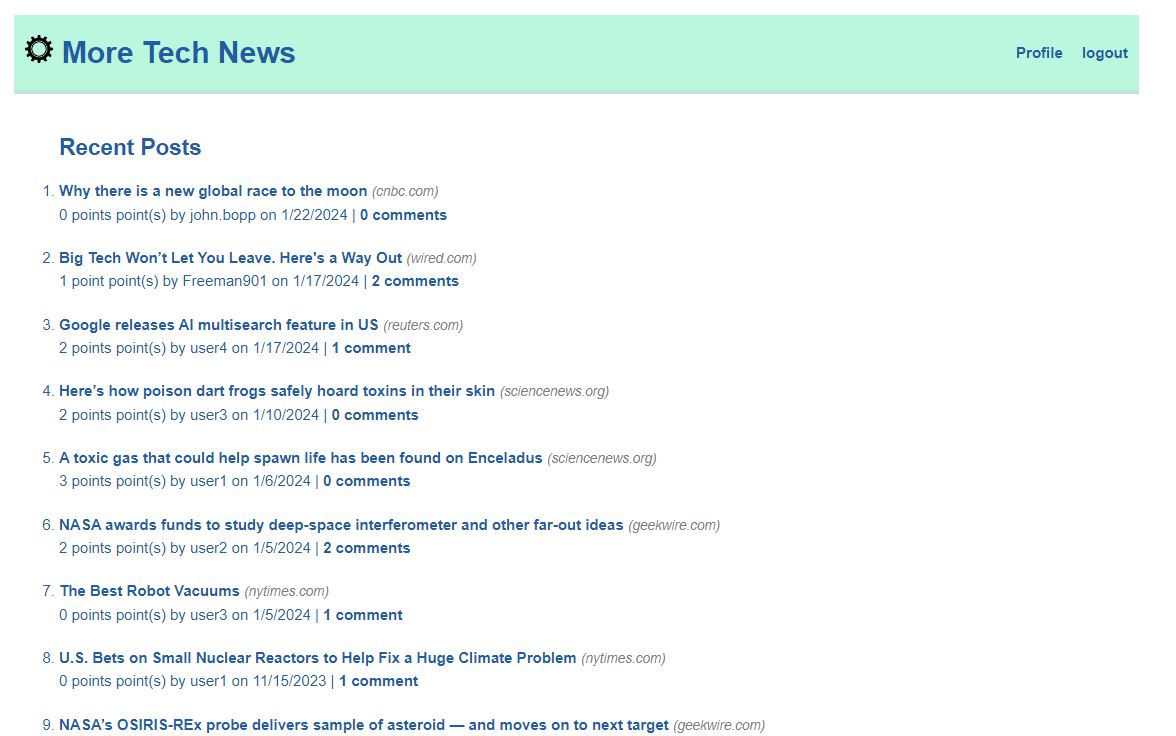 More Tech News
Profile logout
Recent Posts
1. Why there is a new global race to the moon (cnbc.com)
0 points point(s) by john.bopp on 1/22/2024 | 0 comments
2. Big Tech Won’t Let You Leave. Here's a Way Out (wired.com)
1 point point(s) by Freeman901 on 1/17/2024 | 2 comments
3. Google releases AI multisearch feature in US (reuters.com)
2 points point(s) by user4 on 1/17/2024 | 1 comment
4. Here’s how poison dart frogs safely hoard toxins in their skin (sciencenews.org)
2 points point(s) by user3 on 1/10/2024 | 0 comments
5. A toxic gas that could help spawn life has been found on Enceladus (sciencenews.org)
3 points point(s) by user1 on 1/6/2024 | 0 comments
6. NASA awards funds to study deep-space interferometer and other far-out ideas (geekwire.com)
2 points point(s) by user2 on 1/5/2024 | 2 comments
7. The Best Robot Vacuums (nytimes.com)
0 points point(s) by user3 on 1/5/2024 | 1 comment
8. U.S. Bets on Small Nuclear Reactors to Help Fix a Huge Climate Problem (nytimes.com)
0 points point(s) by user1 on 11/15/2023 | 1 comment
9. NASA’s OSIRIS-REx probe delivers sample of asteroid — and moves on to next target (geekwire.com)